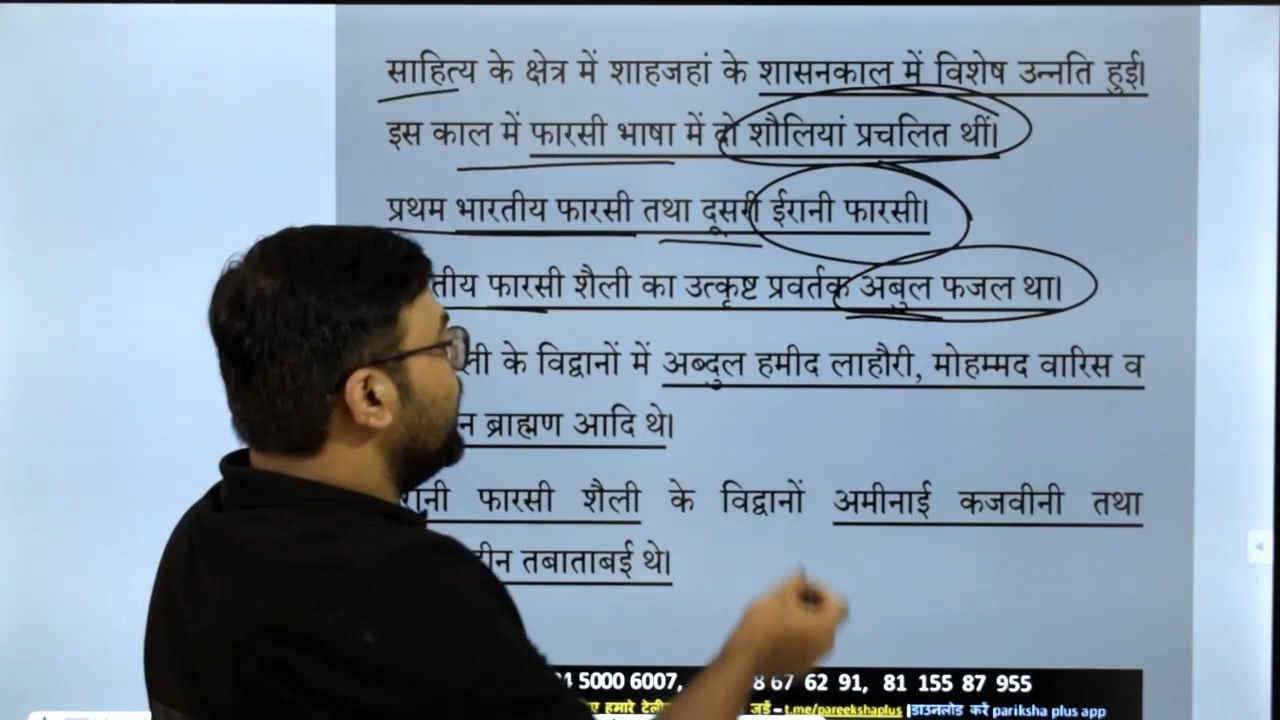 साहित्य के क्षेत्र में शाहजहां के शासनकाल में विशेष उन्नति हुई।
इस काल में फारसी भाषा में दो शौलियां प्रचलित थीं।
प्रथम भारतीय फारसी तथा दूसरी ईरानी फारसी।
फारसी शैली का उत्कृष्ट प्रवर्तक अबुल फजल था।
के विद्वानों में अब्दुल हमीद लाहौरी, मोहम्मद वारिस व
ब्राह्मण आदि थे।
फारसी शैली के विद्वानों अमीनाई कजवीनी तथा
तबाताबई थे।
5000 6007, 67 62 91, 81 155 87 955
हमारे जुड़ें – t.me/pareekshaplus |डाउनलोड करें pariksha plus app